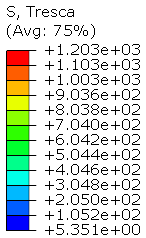 S, Tresca
(Avg: 75%)
+1.203e+03
+1.103e+03
+1.003e+03
+9.036e+02
+8.038e+02
+7.040e+02
+6.042e+02
+5.044e+02
+4.046e+02
+3.048e+02
+2.050e+02
+1.052e+02
+5.351e+00